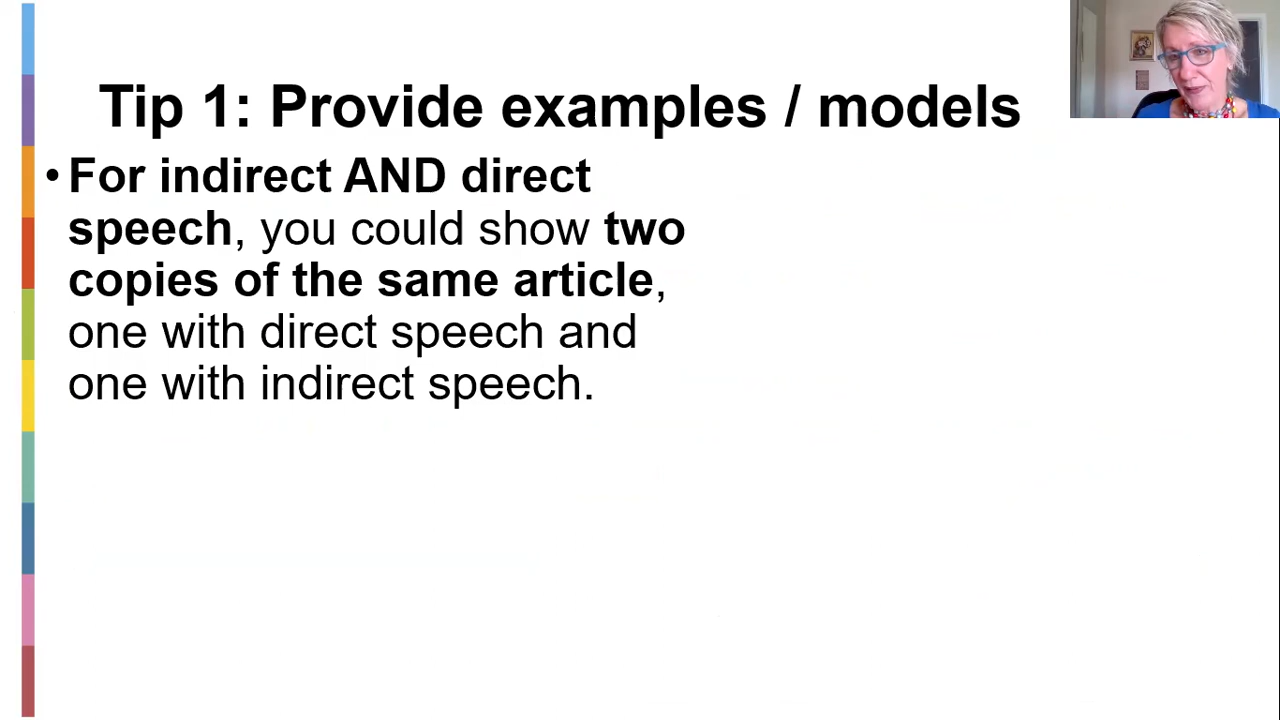 Tip 1: Provide examples / models
• For indirect AND direct
speech, you could show two
copies of the same article,
one with direct speech and
one with indirect speech.